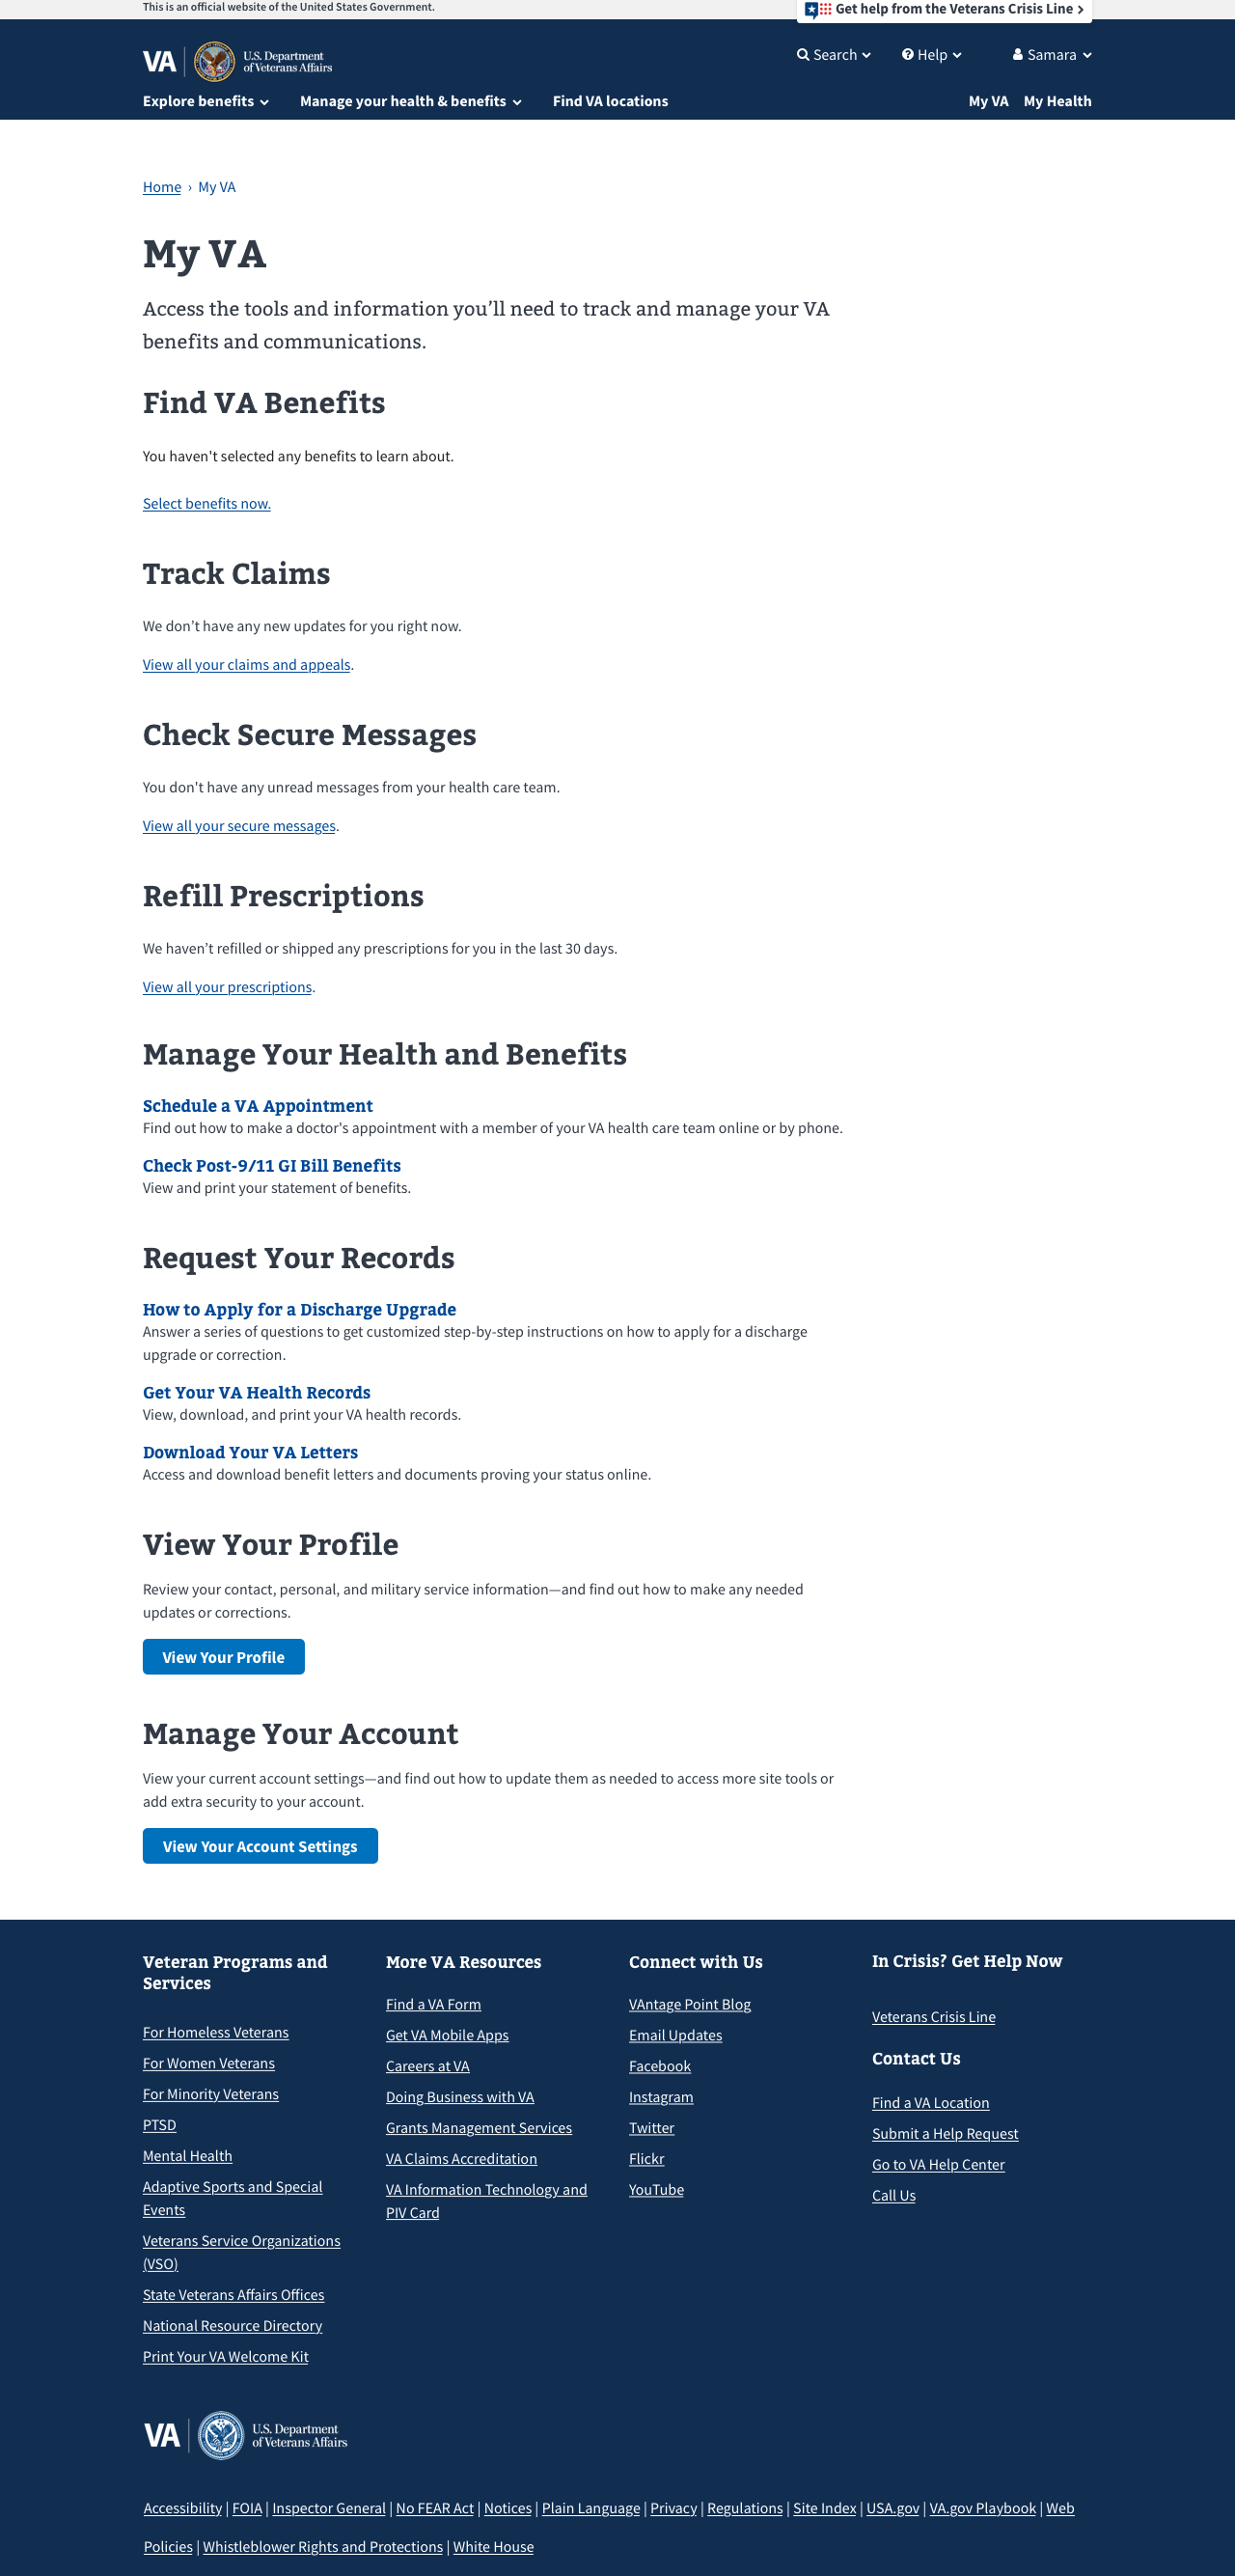 This is an official website of the United States Government.
Get help from the Veterans Crisis Line
VA
U.S. Department
of Veterans Affairs
Search
Help
Samara
Explore benefits
Manage your health & benefits
Find VA locations
My VA
My Health
Home › My VA
My VA
Access the tools and information you’ll need to track and manage your VA
benefits and communications.
Find VA Benefits
You haven't selected any benefits to learn about.
Select benefits now.
Track Claims
We don’t have any new updates for you right now.
View all your claims and appeals.
Check Secure Messages
You don't have any unread messages from your health care team.
View all your secure messages.
Refill Prescriptions
We haven’t refilled or shipped any prescriptions for you in the last 30 days.
View all your prescriptions.
Manage Your Health and Benefits
Schedule a VA Appointment
Find out how to make a doctor's appointment with a member of your VA health care team online or by phone.
Check Post-9/11 GI Bill Benefits
View and print your statement of benefits.
Request Your Records
How to Apply for a Discharge Upgrade
Answer a series of questions to get customized step-by-step instructions on how to apply for a discharge
upgrade or correction.
Get Your VA Health Records
View, download, and print your VA health records.
Download Your VA Letters
Access and download benefit letters and documents proving your status online.
View Your Profile
Review your contact, personal, and military service information—and find out how to make any needed
updates or corrections.
View Your Profile
Manage Your Account
View your current account settings—and find out how to update them as needed to access more site tools or
add extra security to your account.
View Your Account Settings
Veteran Programs and
Services
For Homeless Veterans
For Women Veterans
For Minority Veterans
PTSD
Mental Health
Adaptive Sports and Special
Events
Veterans Service Organizations
(VSO)
State Veterans Affairs Offices
National Resource Directory
Print Your VA Welcome Kit
More VA Resources
Find a VA Form
Get VA Mobile Apps
Careers at VA
Doing Business with VA
Grants Management Services
VA Claims Accreditation
VA Information Technology and
PIV Card
Connect with Us
VAntage Point Blog
Email Updates
Facebook
Instagram
Twitter
Flickr
YouTube
In Crisis? Get Help Now
Veterans Crisis Line
Contact Us
Find a VA Location
Submit a Help Request
Go to VA Help Center
Call Us
VA
U.S. Department
of Veterans Affairs
Accessibility | FOIA | Inspector General | No FEAR Act | Notices | Plain Language | Privacy | Regulations | Site Index | USA.gov | VA.gov Playbook | Web
Policies | Whistleblower Rights and Protections | White House